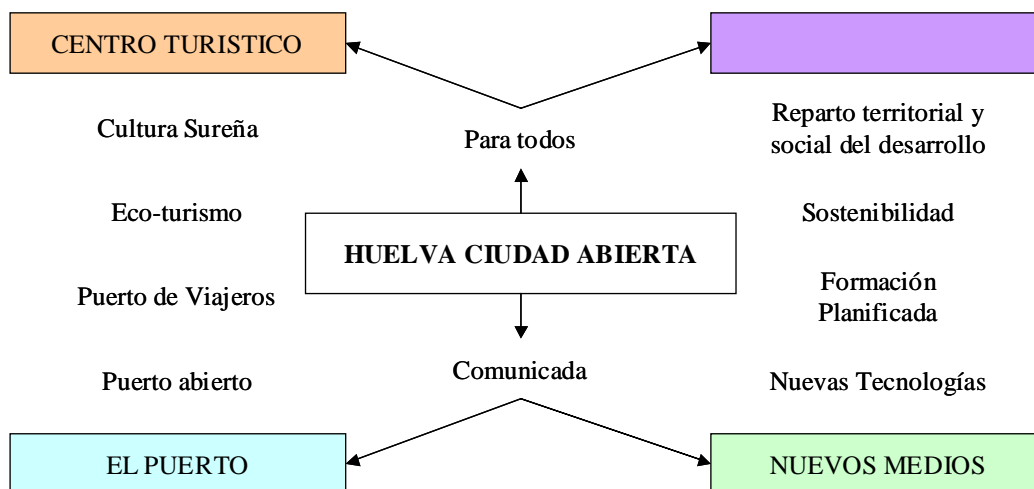 CENTRO TURISTICO
Cultura Sureña
Para todos
Reparto territorial y
social del desarrollo
Eco-turismo
HUELVA CIUDAD ABIERTA
Sostenibilidad
Puerto de Viajeros
Formación
Planificada
Puerto abierto
Comunicada
Nuevas Tecnologías
EL PUERTO
NUEVOS MEDIOS